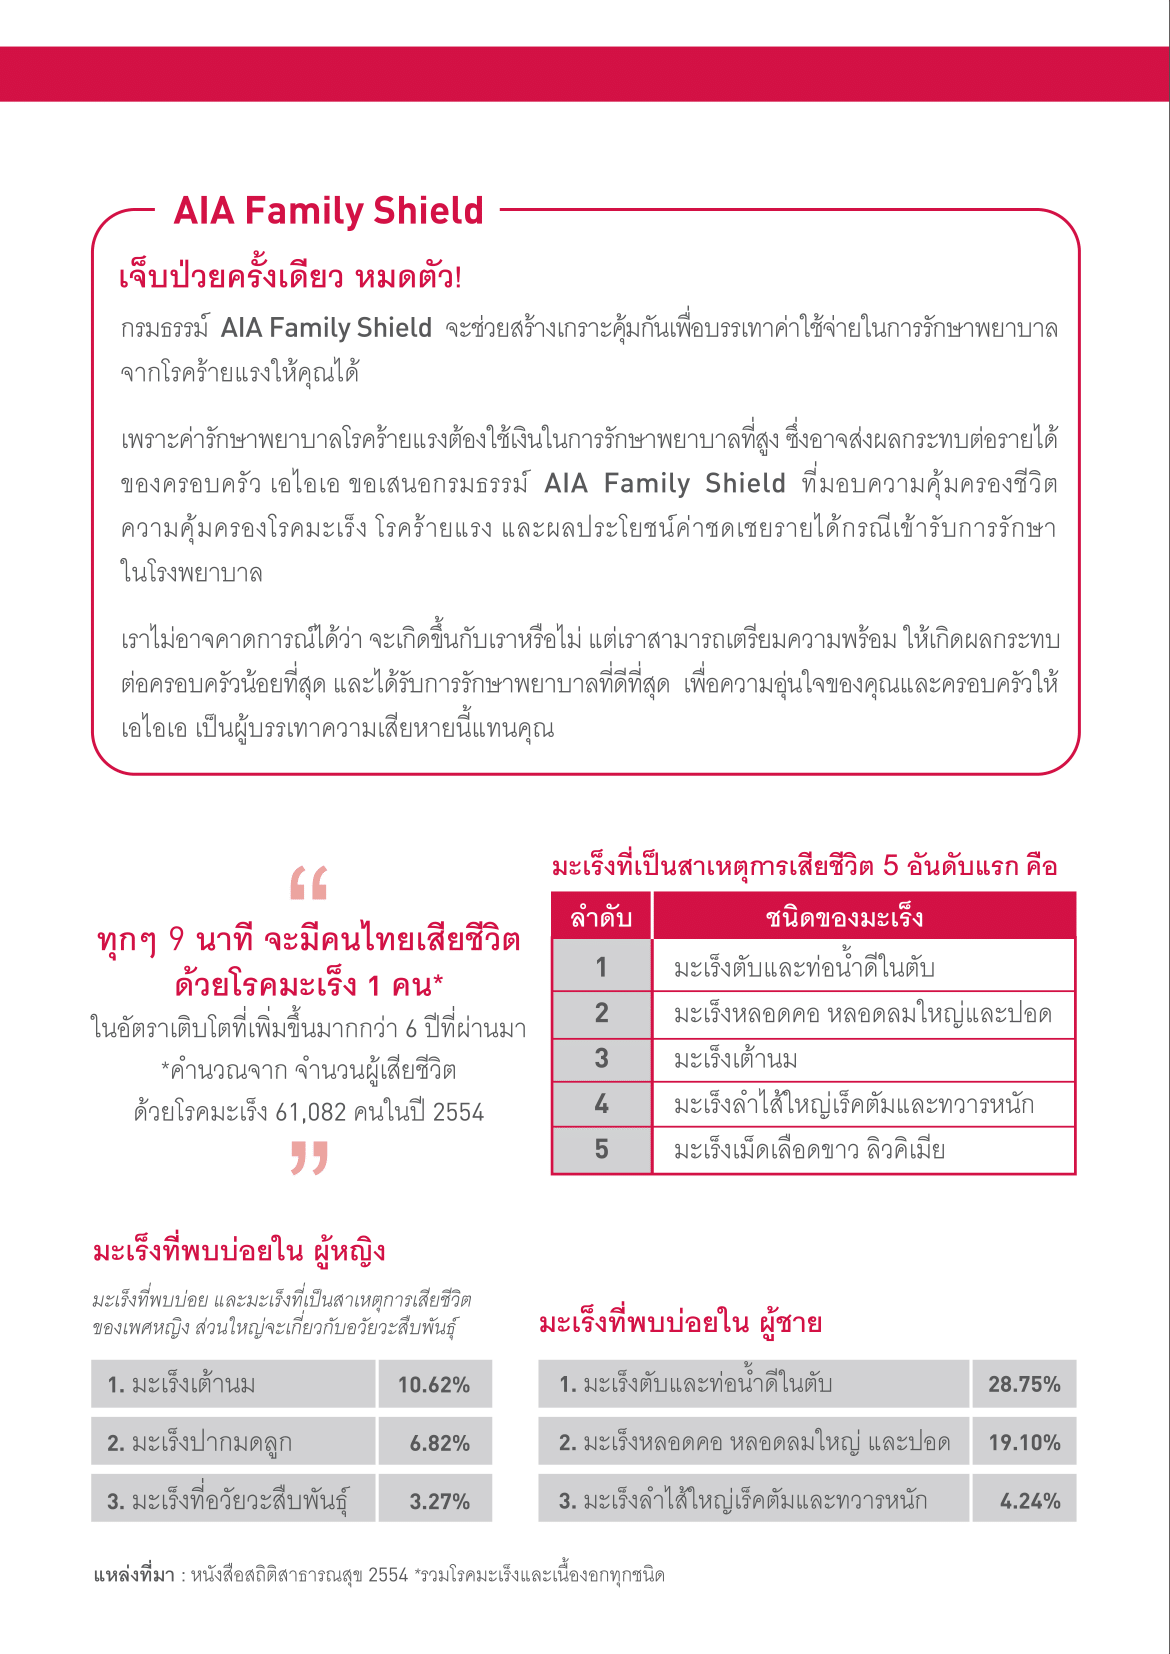 AIA Family Shield
เจ็บป่วยครั้งเดียว หมดตัว!
กรมธรรม์ AIA Family Shield จะช่วยสร้างเกราะคุ้มกันเพื่อบรรเทาค่าใช้จ่ายในการรักษาพยาบาล
จากโรคร้ายแรงให้คุณได้
เพราะค่ารักษาพยาบาลโรคร้ายแรงต้องใช้เงินในการรักษาพยาบาลที่สูง ซึ่งอาจส่งผลกระทบต่อรายได้
ของครอบครัว เอไอเอ ขอเสนอกรมธรรม์ AIA Family Shield ที่มอบความคุ้มครองชีวิต
ความคุ้มครองโรคมะเร็ง โรคร้ายแรง และผลประโยชน์ค่าชดเชยรายได้กรณีเข้ารับการรักษา
ในโรงพยาบาล
เราไม่อาจคาดการณ์ได้ว่า จะเกิดขึ้นกับเราหรือไม่ แต่เราสามารถเตรียมความพร้อม ให้เกิดผลกระทบ
ต่อครอบครัวน้อยที่สุด และได้รับการรักษาพยาบาลที่ดีที่สุด เพื่อความอุ่นใจของคุณและครอบครัวให้
เอไอเอ เป็นผู้บรรเทาความเสียหายนี้แทนคุณ
“
ทุกๆ 9 นาที จะมีคนไทยเสียชีวิต
ด้วยโรคมะเร็ง 1 คน*
ในอัตราเติบโตที่เพิ่มขึ้นมากกว่า 6 ปีที่ผ่านมา
*คำนวณจาก จำนวนผู้เสียชีวิต
ด้วยโรคมะเร็ง 61,082 คนในปี 2554
”
มะเร็งที่เป็นสาเหตุการเสียชีวิต 5 อันดับแรก คือ
ลำดับ ชนิดของมะเร็ง
1 มะเร็งตับและท่อน้ำดีในตับ
2 มะเร็งหลอดคอ หลอดลมใหญ่และปอด
3 มะเร็งเต้านม
4 มะเร็งลำไส้ใหญ่เร็คตัมและทวารหนัก
5 มะเร็งเม็ดเลือดขาว ลิวคิเมีย
มะเร็งที่พบบ่อยใน ผู้หญิง
มะเร็งที่พบบ่อย และมะเร็งที่เป็นสาเหตุการเสียชีวิต
ของเพศหญิง ส่วนใหญ่จะเกี่ยวกับอวัยวะสืบพันธุ์
1. มะเร็งเต้านม 10.62%
2. มะเร็งปากมดลูก 6.82%
3. มะเร็งที่อวัยวะสืบพันธุ์ 3.27%
มะเร็งที่พบบ่อยใน ผู้ชาย
1. มะเร็งตับและท่อน้ำดีในตับ 28.75%
2. มะเร็งหลอดคอ หลอดลมใหญ่ และปอด 19.10%
3. มะเร็งลำไส้ใหญ่เร็คตัมและทวารหนัก 4.24%
แหล่งที่มา : หนังสือสถิติสาธารณสุข 2554 *รวมโรคมะเร็งและเนื้องอกทุกชนิด